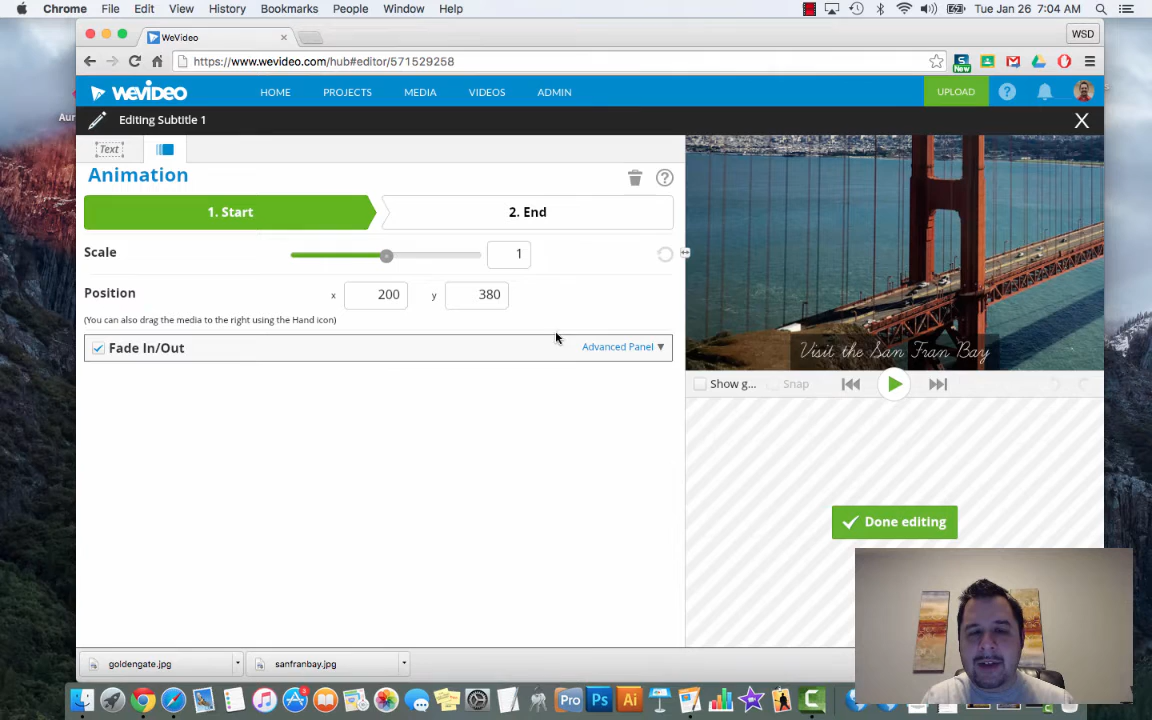 Chrome File Edit View History Bookmarks People Window Help Tue Jan 26 7:04 AM
WeVideo
WSD
https://www.wevideo.com/hub#editor/571529258
New
WEVIDEO HOME PROJECTS MEDIA VIDEOS ADMIN UPLOAD ?
Editing Subtitle 1 X
Text
Animation ?
1. Start 2. End
Scale 1
Position x 200 y 380
(You can also drag the media to the right using the Hand icon)
Fade In/Out Advanced Panel ▼
Visit the San Fran Bay
Show g... Snap
Done editing
goldengate.jpg sanfranbay.jpg
Pro Ps Ai